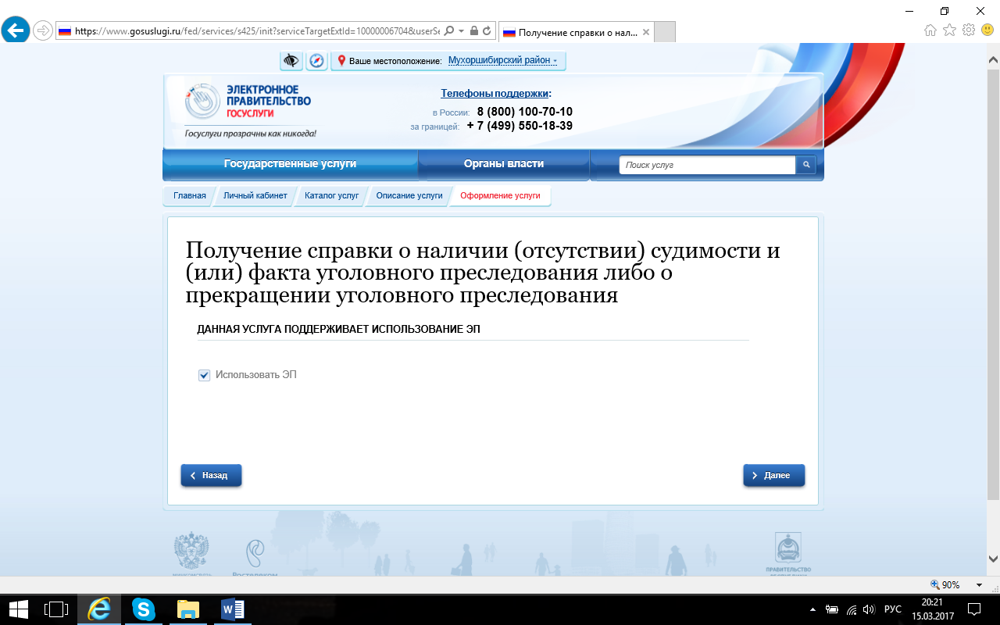 https://www.gosuslugi.ru/fed/services/s425/init?serviceTargetExtId=10000006704&userSe
Получение справки о нал...
Ваше местоположение: Мухоршибирский район
ЭЛЕКТРОННОЕ
ПРАВИТЕЛЬСТВО
ГОСУСЛУГИ
Госуслуги прозрачны как никогда!
Телефоны поддержки:
в России: 8 (800) 100-70-10
за границей: + 7 (499) 550-18-39
Государственные услуги
Органы власти
Поиск услуг
Главная
Личный кабинет
Каталог услуг
Описание услуги
Оформление услуги
Получение справки о наличии (отсутствии) судимости и
(или) факта уголовного преследования либо о
прекращении уголовного преследования
ДАННАЯ УСЛУГА ПОДДЕРЖИВАЕТ ИСПОЛЬЗОВАНИЕ ЭП
Использовать ЭП
Назад
Далее
Ростелеком
ПРАВИТЕЛЬСТВО
90%
РУС
20:21
15.03.2017